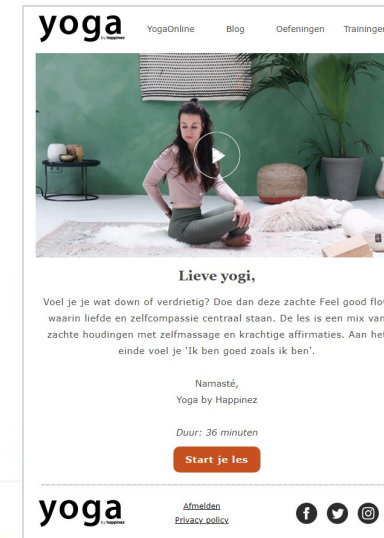 yoga
by happinez
YogaOnline Blog Oefeningen Trainingen
Lieve yogi,
Voel je je wat down of verdrietig? Doe dan deze zachte Feel good flow
waarin liefde en zelfcompassie centraal staan. De les is een mix van
zachte houdingen met zelfmassage en krachtige affirmaties. Aan het
einde voel je 'Ik ben goed zoals ik ben'.
Namasté,
Yoga by Happinez
Duur: 36 minuten
Start je les
yoga
by happinez
Afmelden
Privacy policy